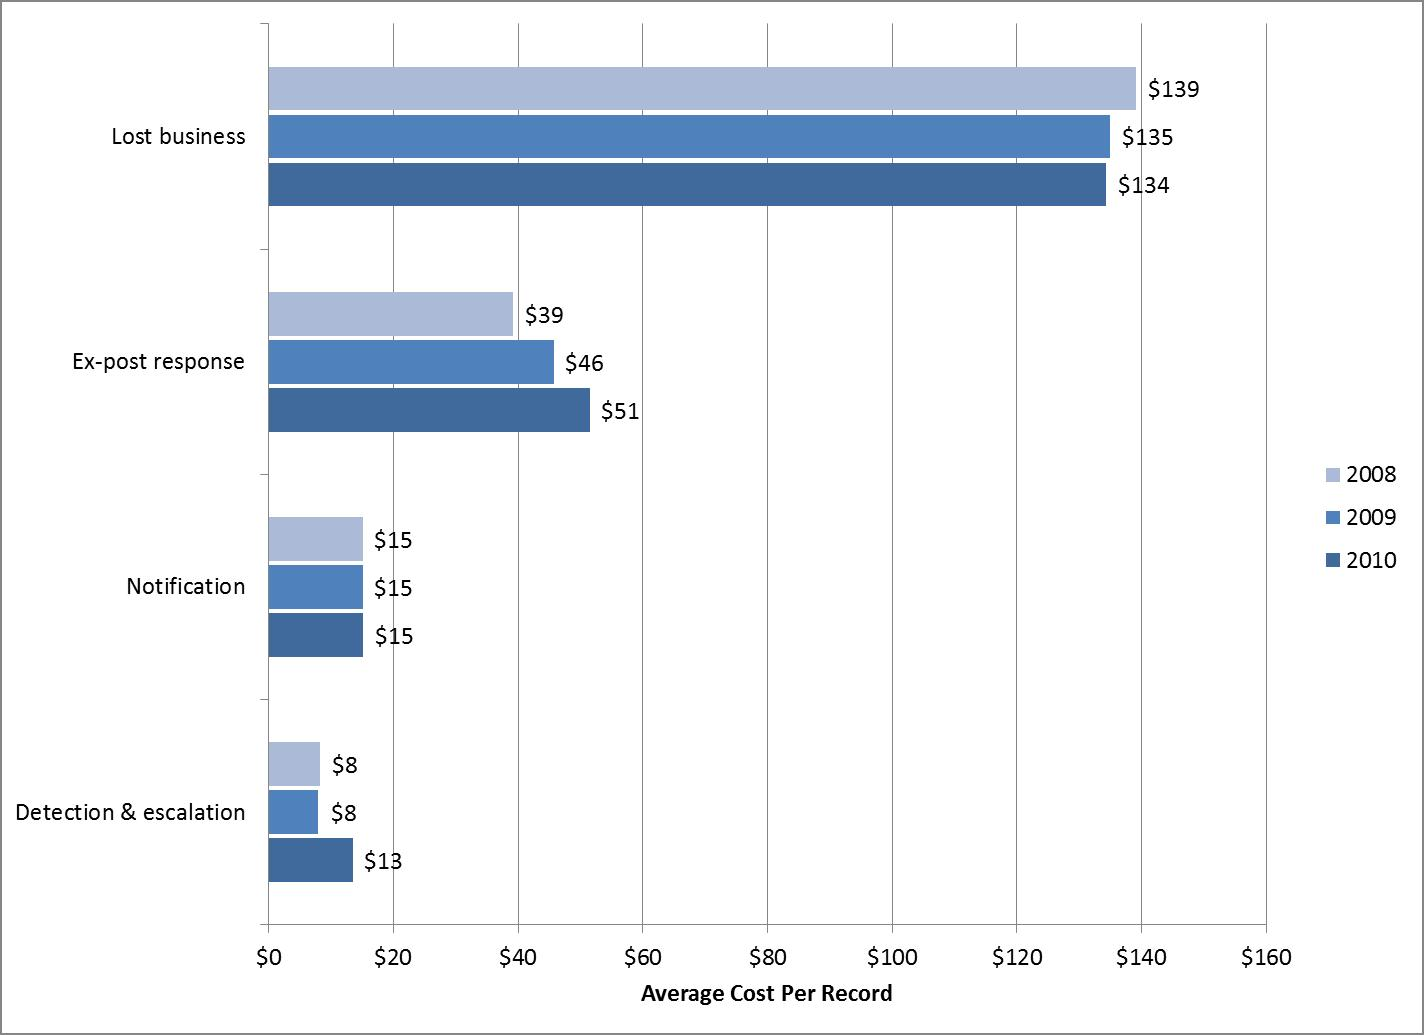 $139
Lost business
$135
$134
$39
Ex-post response
$46
$51
2008
2009
2010
$15
Notification
$15
$15
$8
Detection & escalation
$8
$13
$0 $20 $40 $60 $80 $100 $120 $140 $160
Average Cost Per Record